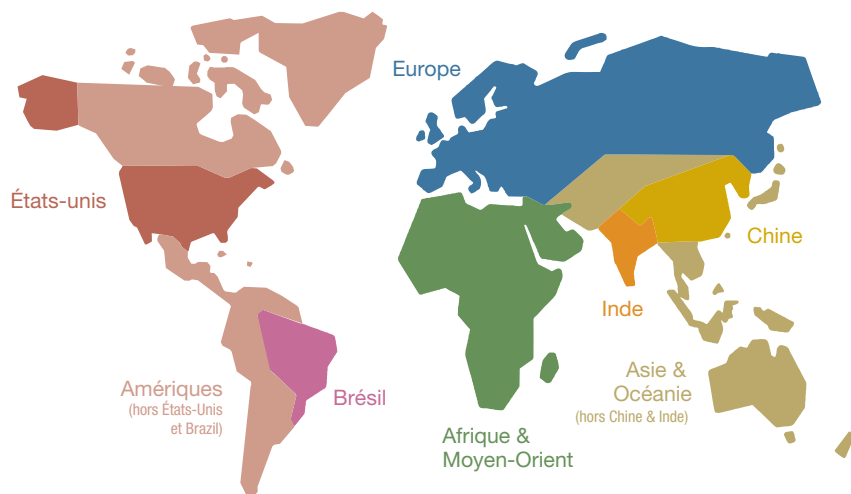 Europe
États-unis
Chine
Inde
Amériques
(hors États-Unis
et Brazil)
Brésil
Asie &
Océanie
(hors Chine & Inde)
Afrique &
Moyen-Orient